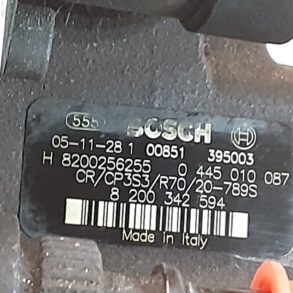 555 BOSCH
05-11-28 1 00851 395003
H 8200256255 0 445 010 087
CR/CP3S3/R70/20-789S
8 200 342 594
Made in Italy